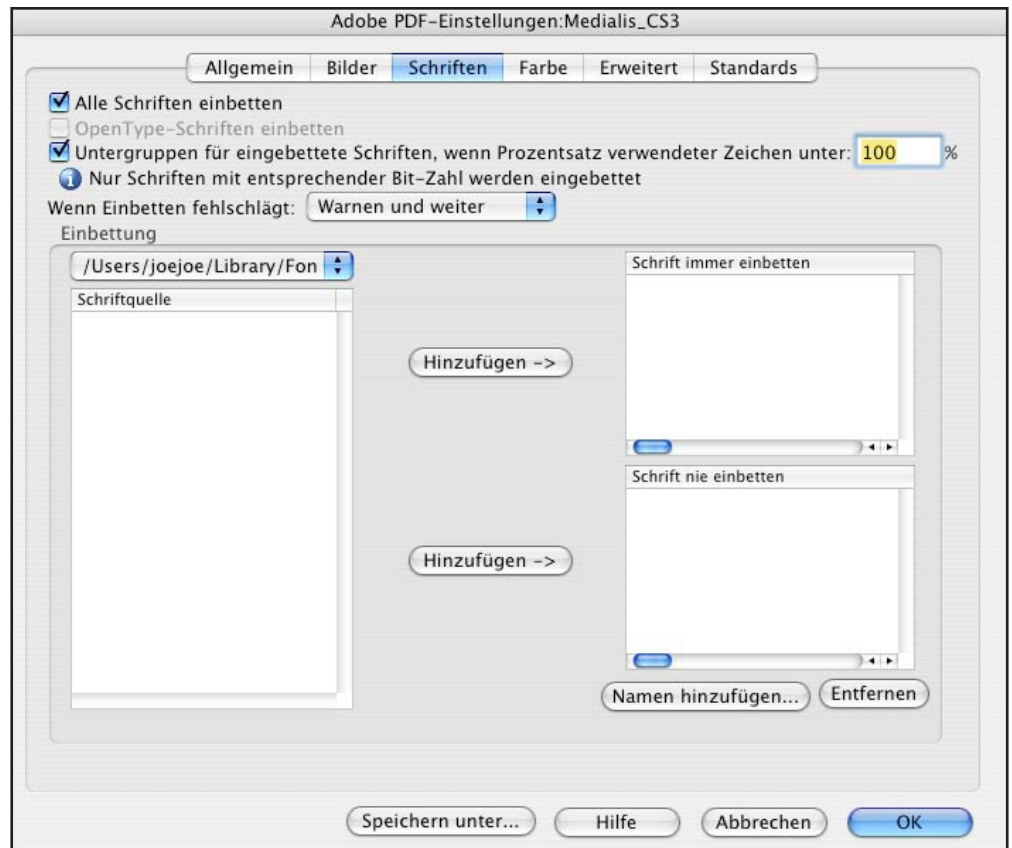 Adobe PDF-Einstellungen:Medialis_CS3
Allgemein Bilder Schriften Farbe Erweitert Standards
Alle Schriften einbetten
OpenType-Schriften einbetten
Untergruppen für eingebettete Schriften, wenn Prozentsatz verwendeter Zeichen unter: 100 %
Nur Schriften mit entsprechender Bit-Zahl werden eingebettet
Wenn Einbetten fehlschlägt: Warnen und weiter
Einbettung
/Users/joejoe/Library/Fon
Schriftquelle
Hinzufügen ->
Schrift immer einbetten
Hinzufügen ->
Schrift nie einbetten
Namen hinzufügen... Entfernen
Speichern unter... Hilfe Abbrechen OK